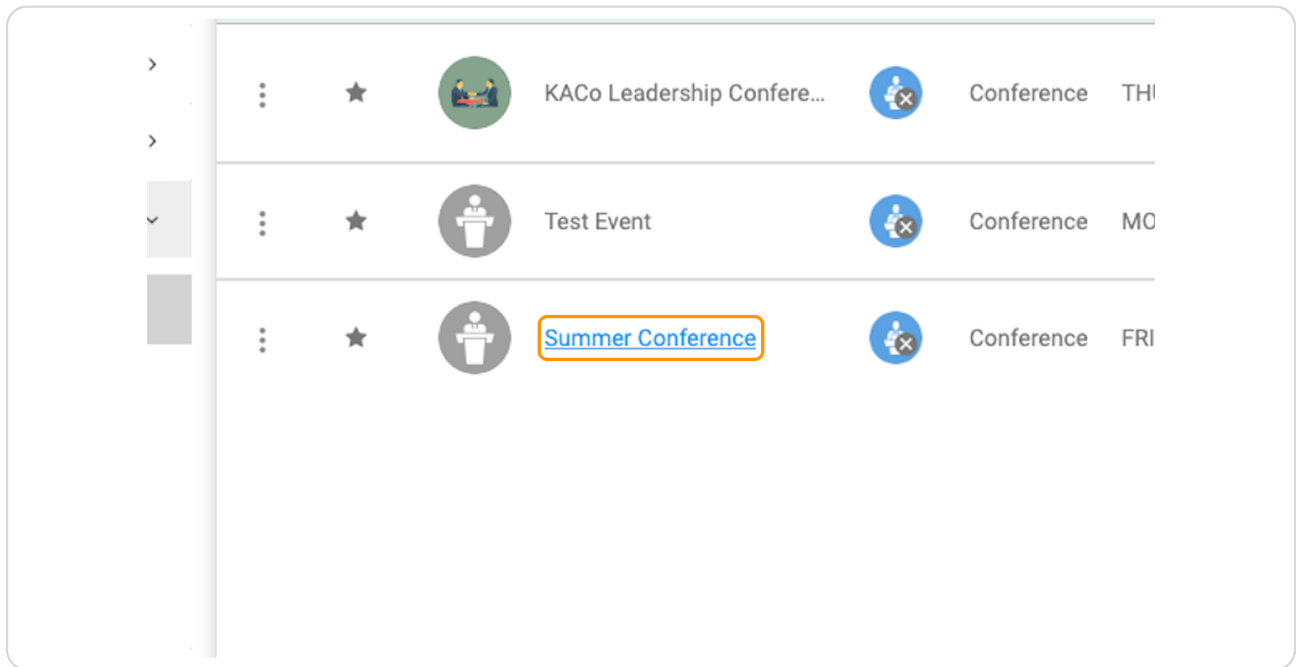 KACo Leadership Confere... Conference THU
Test Event Conference MO
Summer Conference Conference FRI